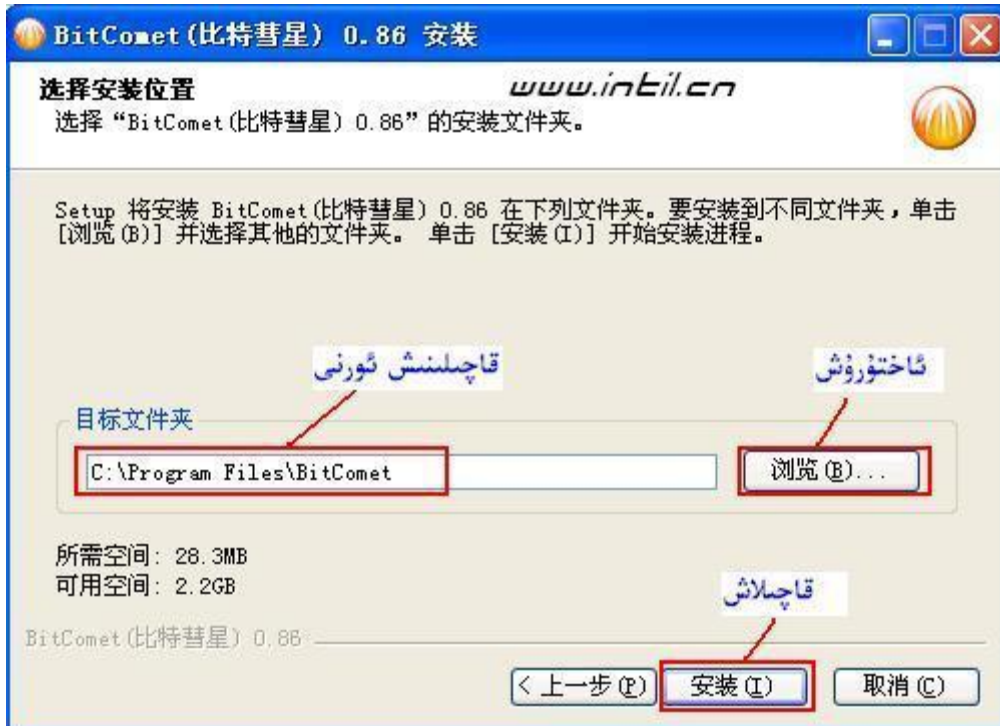 BitComet(比特彗星) 0.86 安装
选择安装位置
www.intil.cn
选择“BitComet(比特彗星) 0.86”的安装文件夹。
Setup 将安装 BitComet(比特彗星) 0.86 在下列文件夹。要安装到不同文件夹，单击
[浏览(B)] 并选择其他的文件夹。 单击 [安装(I)] 开始安装进程。
قاچىلىنىش ئورنى
ئاختۇرۇش
目标文件夹
C:\Program Files\BitComet
浏览(B)...
所需空间: 28.3MB
可用空间: 2.2GB
قاچىلاش
BitComet(比特彗星) 0.86
< 上一步(P)
安装(I)
取消(C)